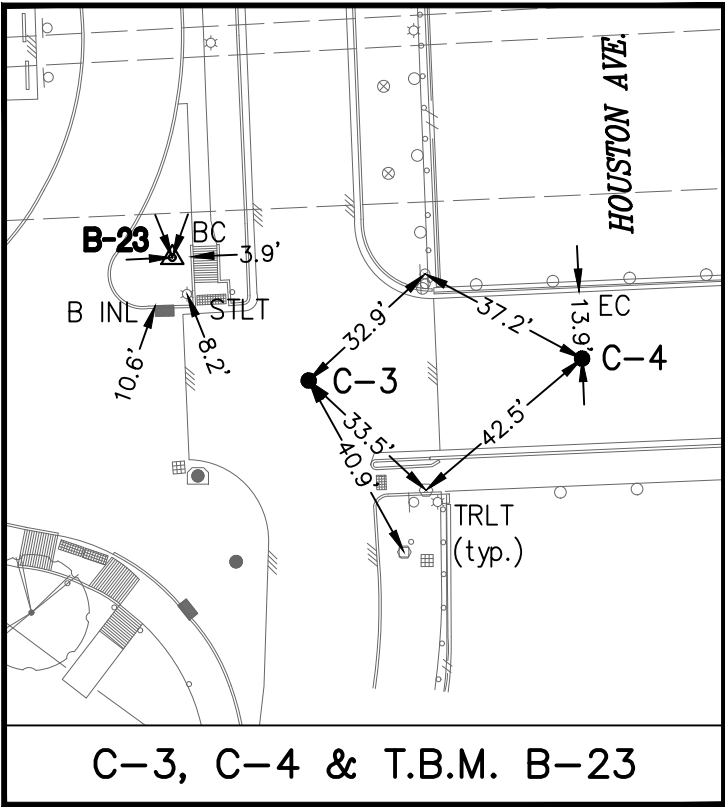 HOUSTON AVE.
B-23
BC
3.9'
B INL
STLT
10.6'
8.2'
32.9'
37.2'
13.9'
EC
C-3
C-4
33.5'
40.9'
42.5'
TRLT
(typ.)
C-3, C-4 & T.B.M. B-23